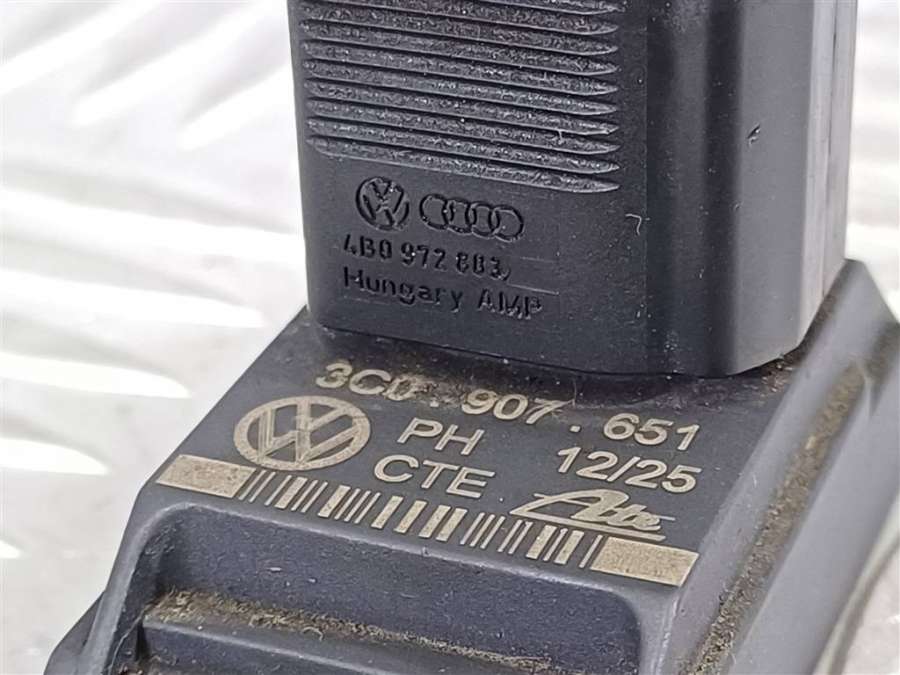 4B0 972 883
Hungary AMP
3C0 . 907 . 651
PH 12/25
CTE Ate